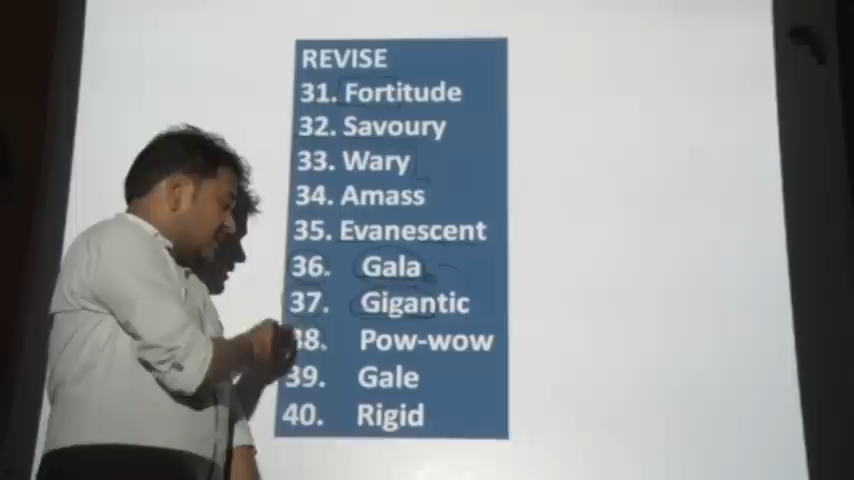 REVISE
31. Fortitude
32. Savoury
33. Wary
34. Amass
35. Evanescent
36. Gala
37. Gigantic
38. Pow-wow
39. Gale
40. Rigid